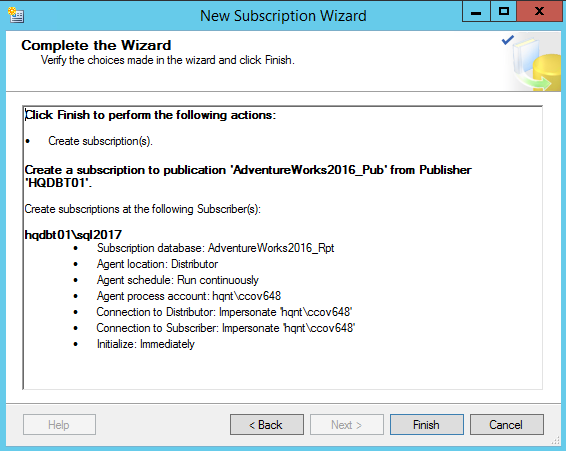 New Subscription Wizard
Complete the Wizard
Verify the choices made in the wizard and click Finish.
Click Finish to perform the following actions:
• Create subscription(s).
Create a subscription to publication 'AdventureWorks2016_Pub' from Publisher
'HQDBT01'.
Create subscriptions at the following Subscriber(s):
hqdbt01\sql2017
• Subscription database: AdventureWorks2016_Rpt
• Agent location: Distributor
• Agent schedule: Run continuously
• Agent process account: hqnt\ccov648
• Connection to Distributor: Impersonate 'hqnt\ccov648'
• Connection to Subscriber: Impersonate 'hqnt\ccov648'
• Initialize: Immediately
Help
< Back
Next >
Finish
Cancel